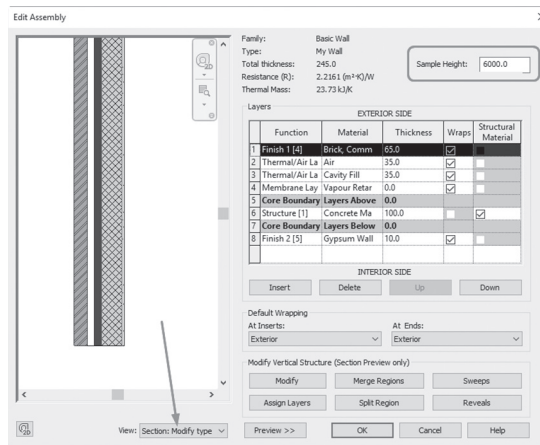 Edit Assembly
Family: Basic Wall
Type: My Wall
Total thickness: 245.0
Resistance (R): 2.2161 (m²·K)/W
Thermal Mass: 23.73 kJ/K
Sample Height: 6000.0
Layers
EXTERIOR SIDE
Function Material Thickness Wraps Structural Material
1 Finish 1 [4] Brick, Comm 65.0
2 Thermal/Air La Air 35.0
3 Thermal/Air La Cavity Fill 35.0
4 Membrane Lay Vapour Retar 0.0
5 Core Boundary Layers Above 0.0
6 Structure [1] Concrete Ma 100.0
7 Core Boundary Layers Below 0.0
8 Finish 2 [5] Gypsum Wall 10.0
INTERIOR SIDE
Insert Delete Up Down
Default Wrapping
At Inserts: At Ends:
Exterior Exterior
Modify Vertical Structure (Section Preview only)
Modify Merge Regions Sweeps
Assign Layers Split Region Reveals
2D
2D
View: Section: Modify type Preview >> OK Cancel Help